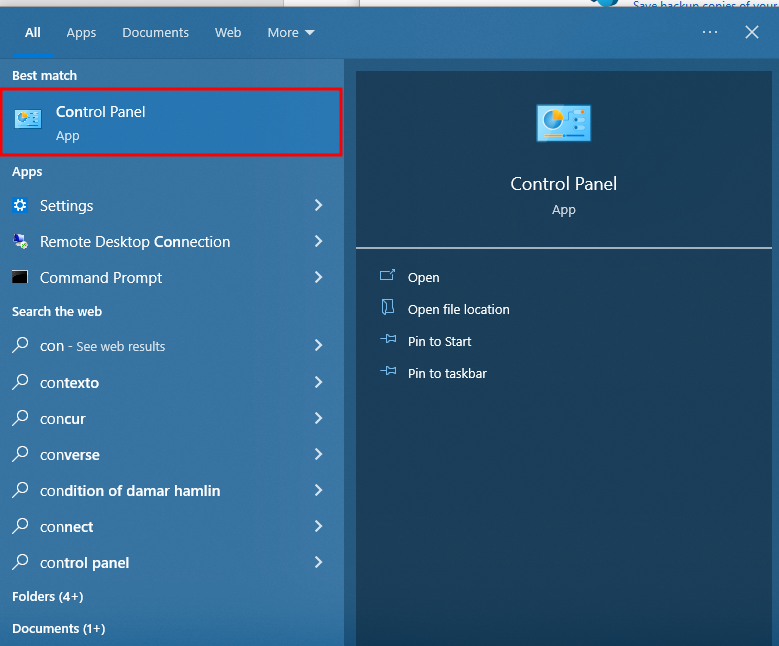 Save backup copies of your
All Apps Documents Web More
Best match
Control Panel
App
Apps
Settings
Remote Desktop Connection
Command Prompt
Search the web
con - See web results
contexto
concur
converse
condition of damar hamlin
connect
control panel
Folders (4+)
Documents (1+)
Control Panel
App
Open
Open file location
Pin to Start
Pin to taskbar